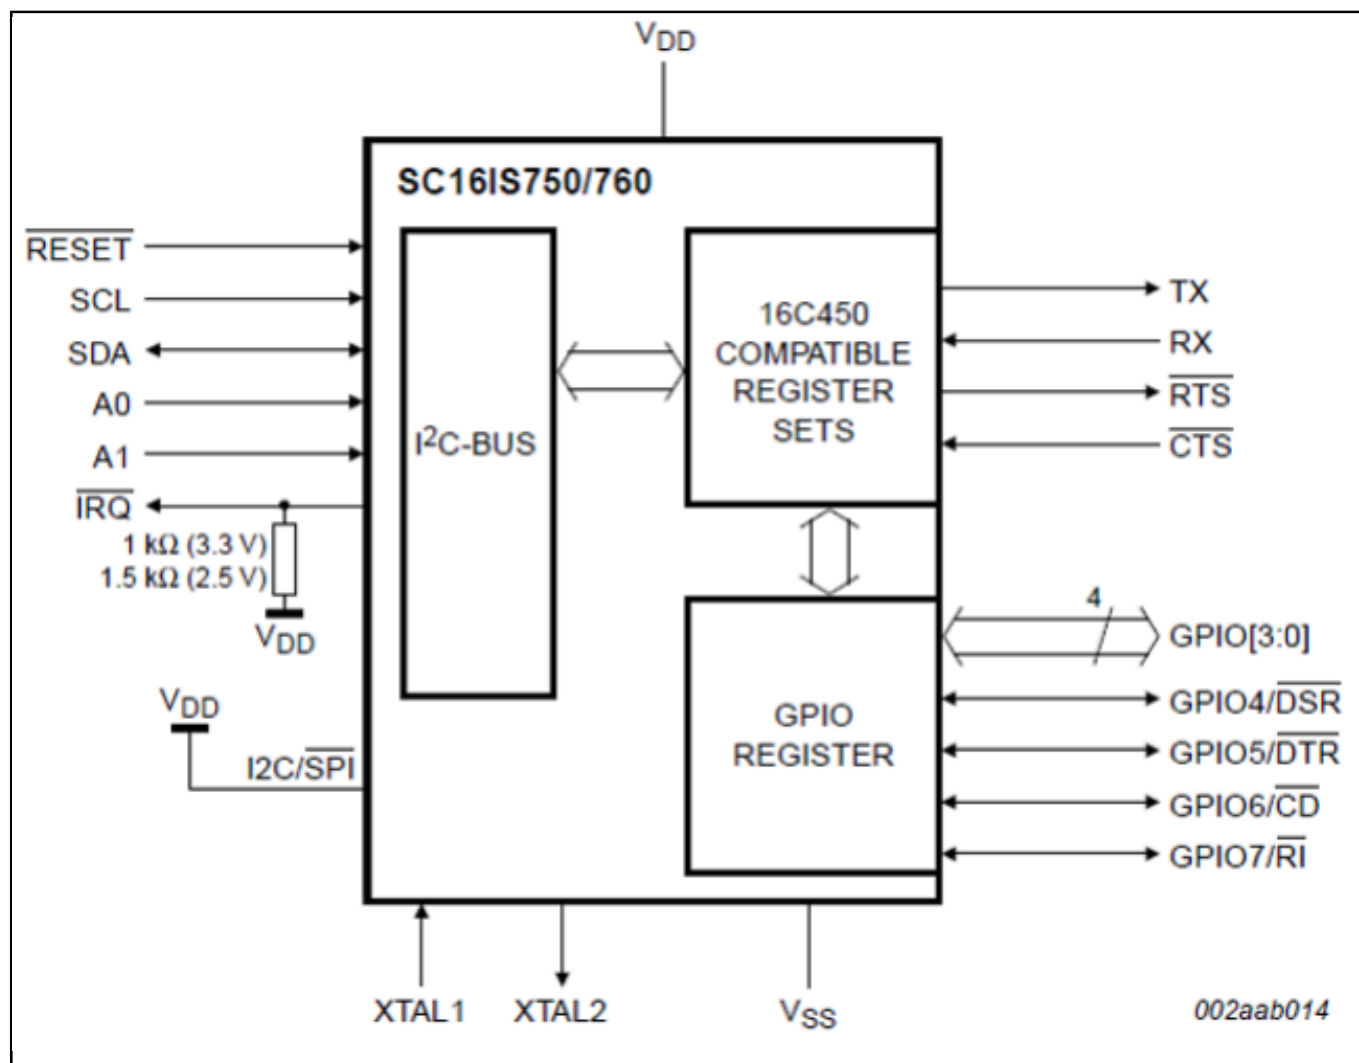 VDD
SC16IS750/760
RESET
SCL
SDA
A0
A1
IRQ
1 kΩ (3.3 V)
1.5 kΩ (2.5 V)
VDD
VDD
I2C/SPI
I²C-BUS
16C450
COMPATIBLE
REGISTER
SETS
TX
RX
RTS
CTS
4
GPIO[3:0]
GPIO
REGISTER
GPIO4/DSR
GPIO5/DTR
GPIO6/CD
GPIO7/RI
XTAL1
XTAL2
VSS
002aab014